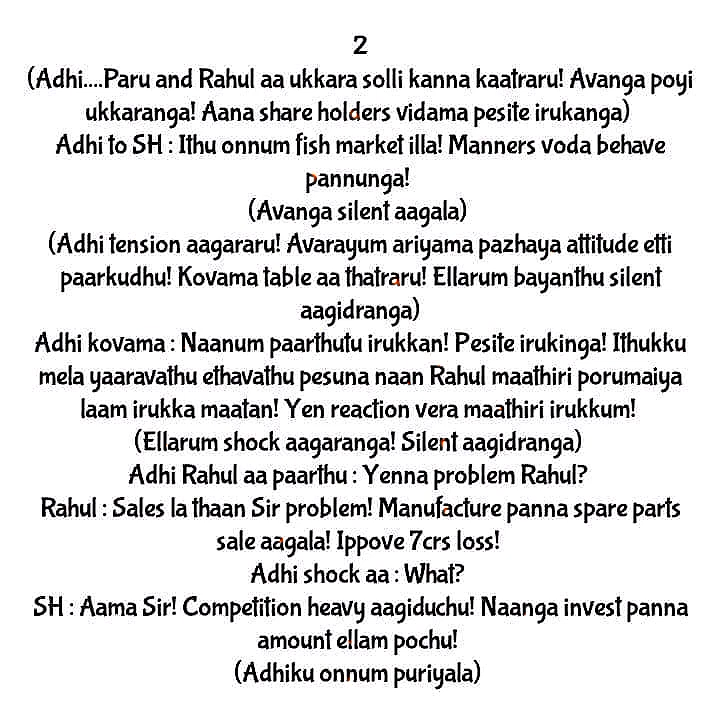 2
(Adhi....Paru and Rahul aa ukkara solli kanna kaatraru! Avanga poyi
ukkaranga! Aana share holders vidama pesite irukanga)
Adhi to SH : Ithu onnum fish market illa! Manners voda behave
pannunga!
(Avanga silent aagala)
(Adhi tension aagararu! Avarayum ariyama pazhaya attitude etti
paarkudhu! Kovama table aa thatraru! Ellarum bayanthu silent
aagidranga)
Adhi kovama : Naanum paarthutu irukkan! Pesite irukinga! Ithukku
mela yaaravathu ethavathu pesuna naan Rahul maathiri porumaiya
laam irukka maatan! Yen reaction vera maathiri irukkum!
(Ellarum shock aagaranga! Silent aagidranga)
Adhi Rahul aa paarthu : Yenna problem Rahul?
Rahul : Sales la thaan Sir problem! Manufacture panna spare parts
sale aagala! Ippove 7crs loss!
Adhi shock aa : What?
SH : Aama Sir! Competition heavy aagiduchu! Naanga invest panna
amount ellam pochu!
(Adhiku onnum puriyala)